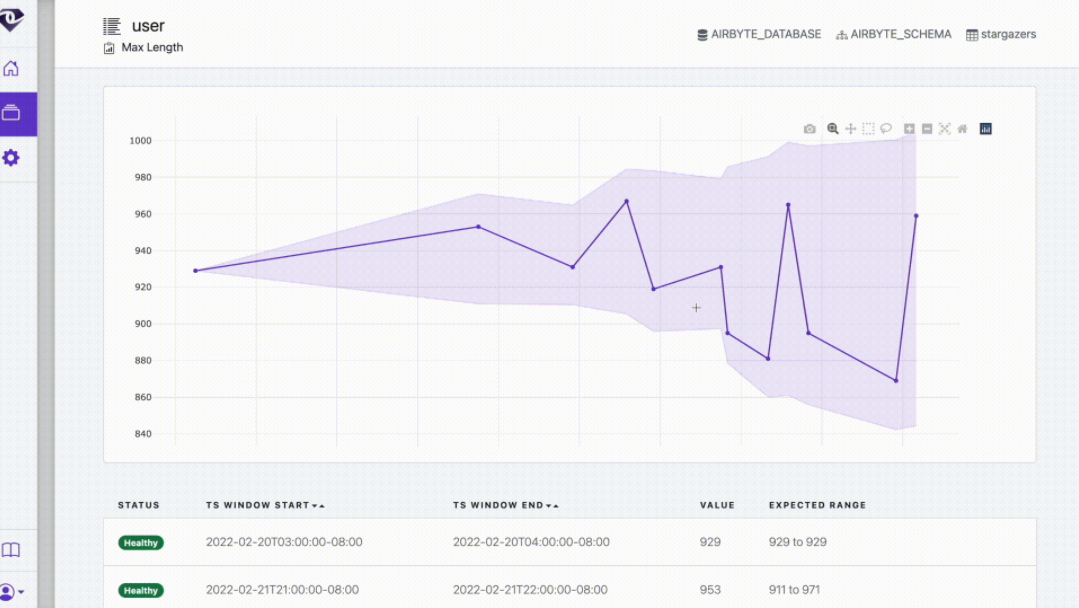 user
Max Length
AIRBYTE_DATABASE AIRBYTE_SCHEMA stargazers
1000
980
960
940
920
900
880
860
840
STATUS TS WINDOW START TS WINDOW END VALUE EXPECTED RANGE
Healthy 2022-02-20T03:00:00-08:00 2022-02-20T04:00:00-08:00 929 929 to 929
Healthy 2022-02-21T21:00:00-08:00 2022-02-21T22:00:00-08:00 953 911 to 971